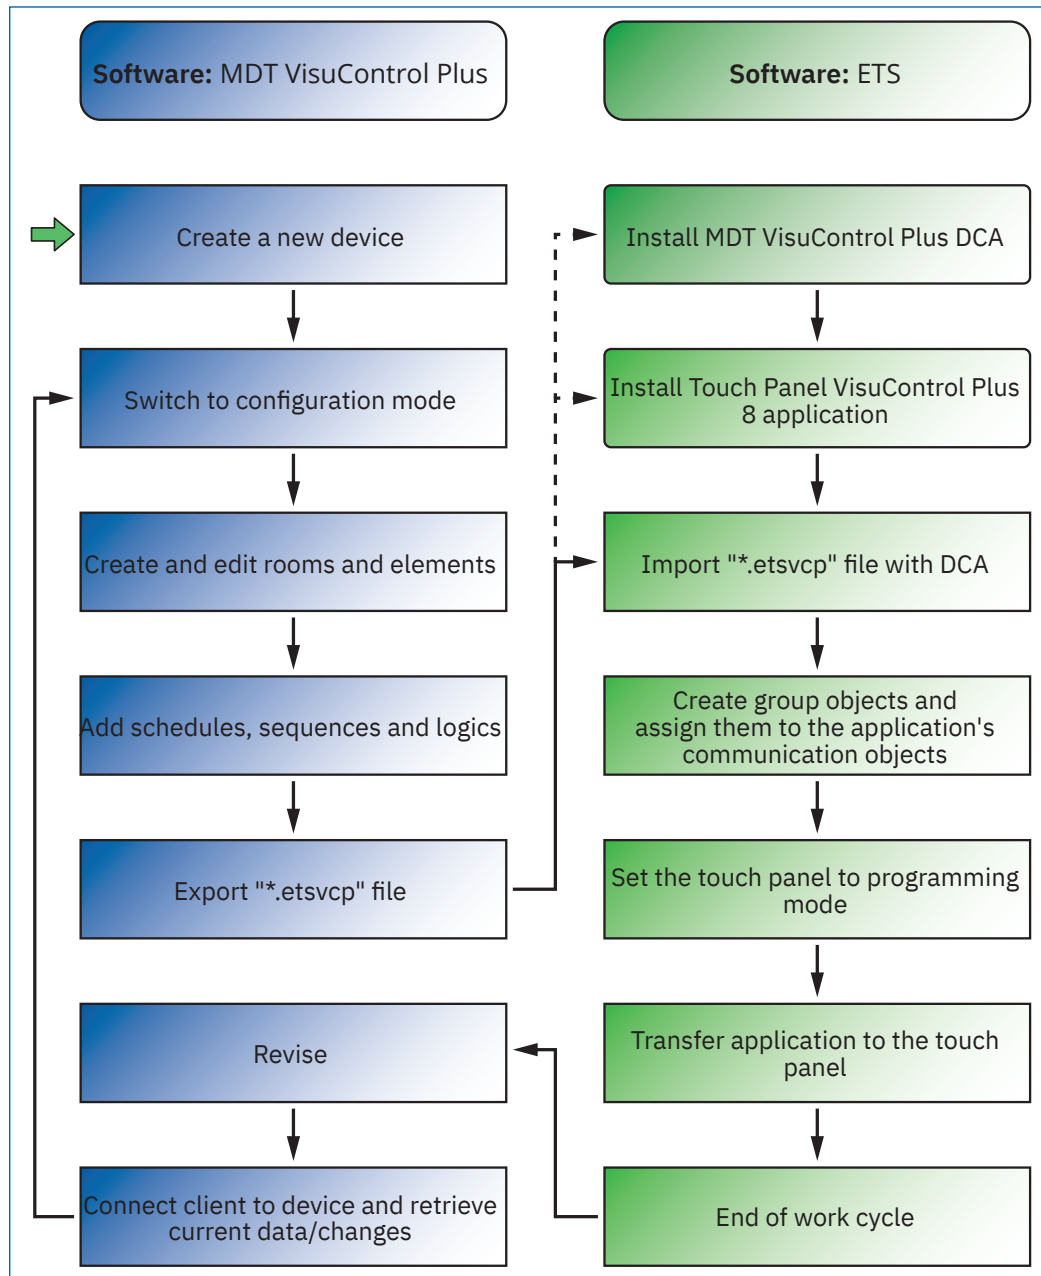 Software: MDT VisuControl Plus
Software: ETS
Create a new device
Switch to configuration mode
Create and edit rooms and elements
Add schedules, sequences and logics
Export "*.etsvcp" file
Revise
Connect client to device and retrieve
current data/changes
Install MDT VisuControl Plus DCA
Install Touch Panel VisuControl Plus
8 application
Import "*.etsvcp" file with DCA
Create group objects and
assign them to the application's
communication objects
Set the touch panel to programming
mode
Transfer application to the touch
panel
End of work cycle